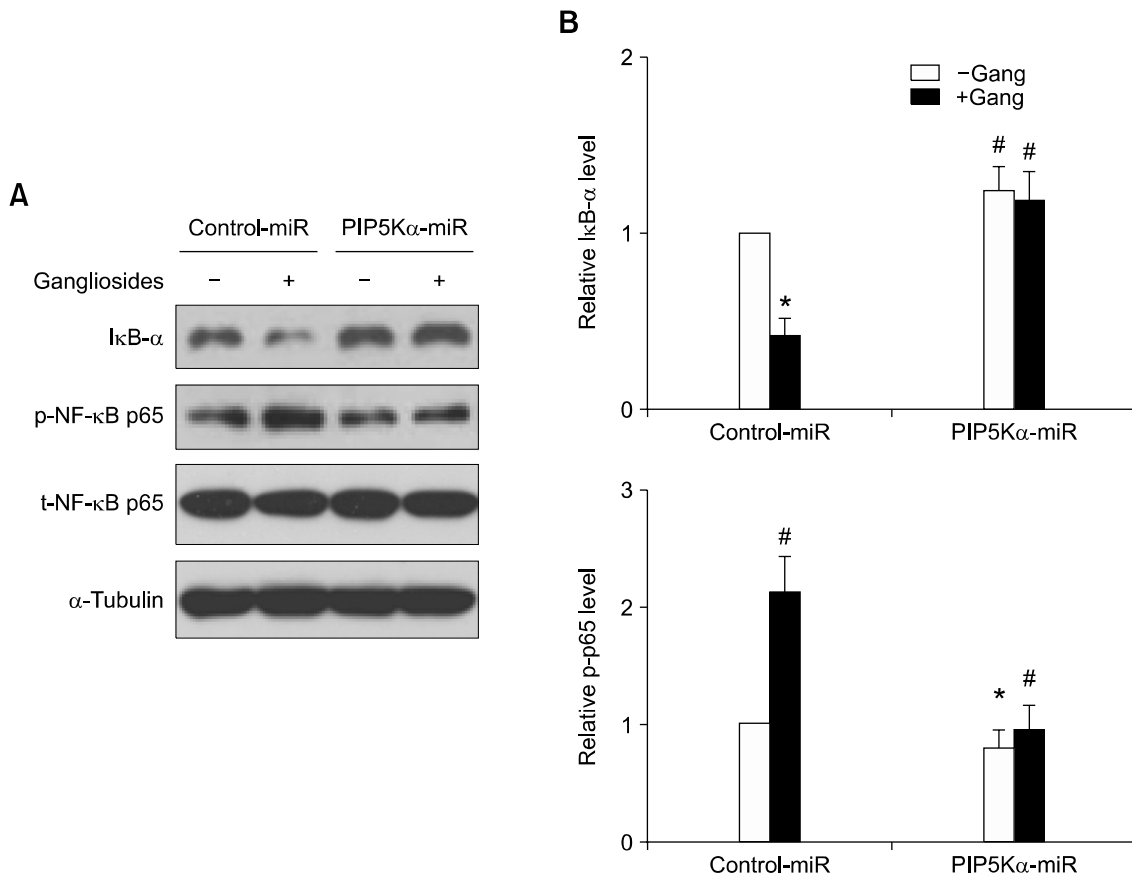 A
Control-miR PIP5Kα-miR
Gangliosides − + − +
IκB-α
p-NF-κB p65
t-NF-κB p65
α-Tubulin
B
2
−Gang
+Gang
# #
Relative IκB-α level
1
*
0
Control-miR PIP5Kα-miR
3
#
2
Relative p-p65 level
* #
1
0
Control-miR PIP5Kα-miR